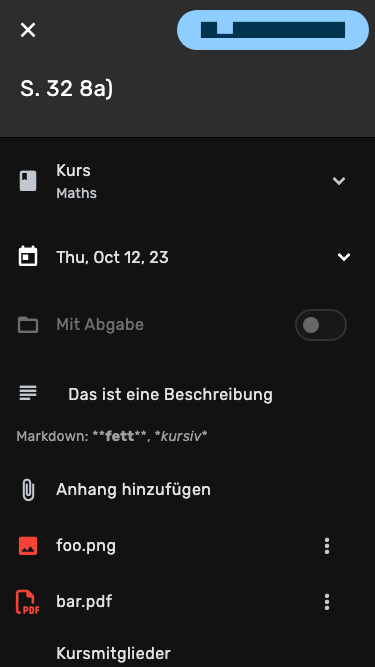 S. 32 8a)
Kurs
Maths
Thu, Oct 12, 23
Mit Abgabe
Das ist eine Beschreibung
Markdown: **fett**, *kursiv*
Anhang hinzufügen
foo.png
PDF
bar.pdf
Kursmitglieder